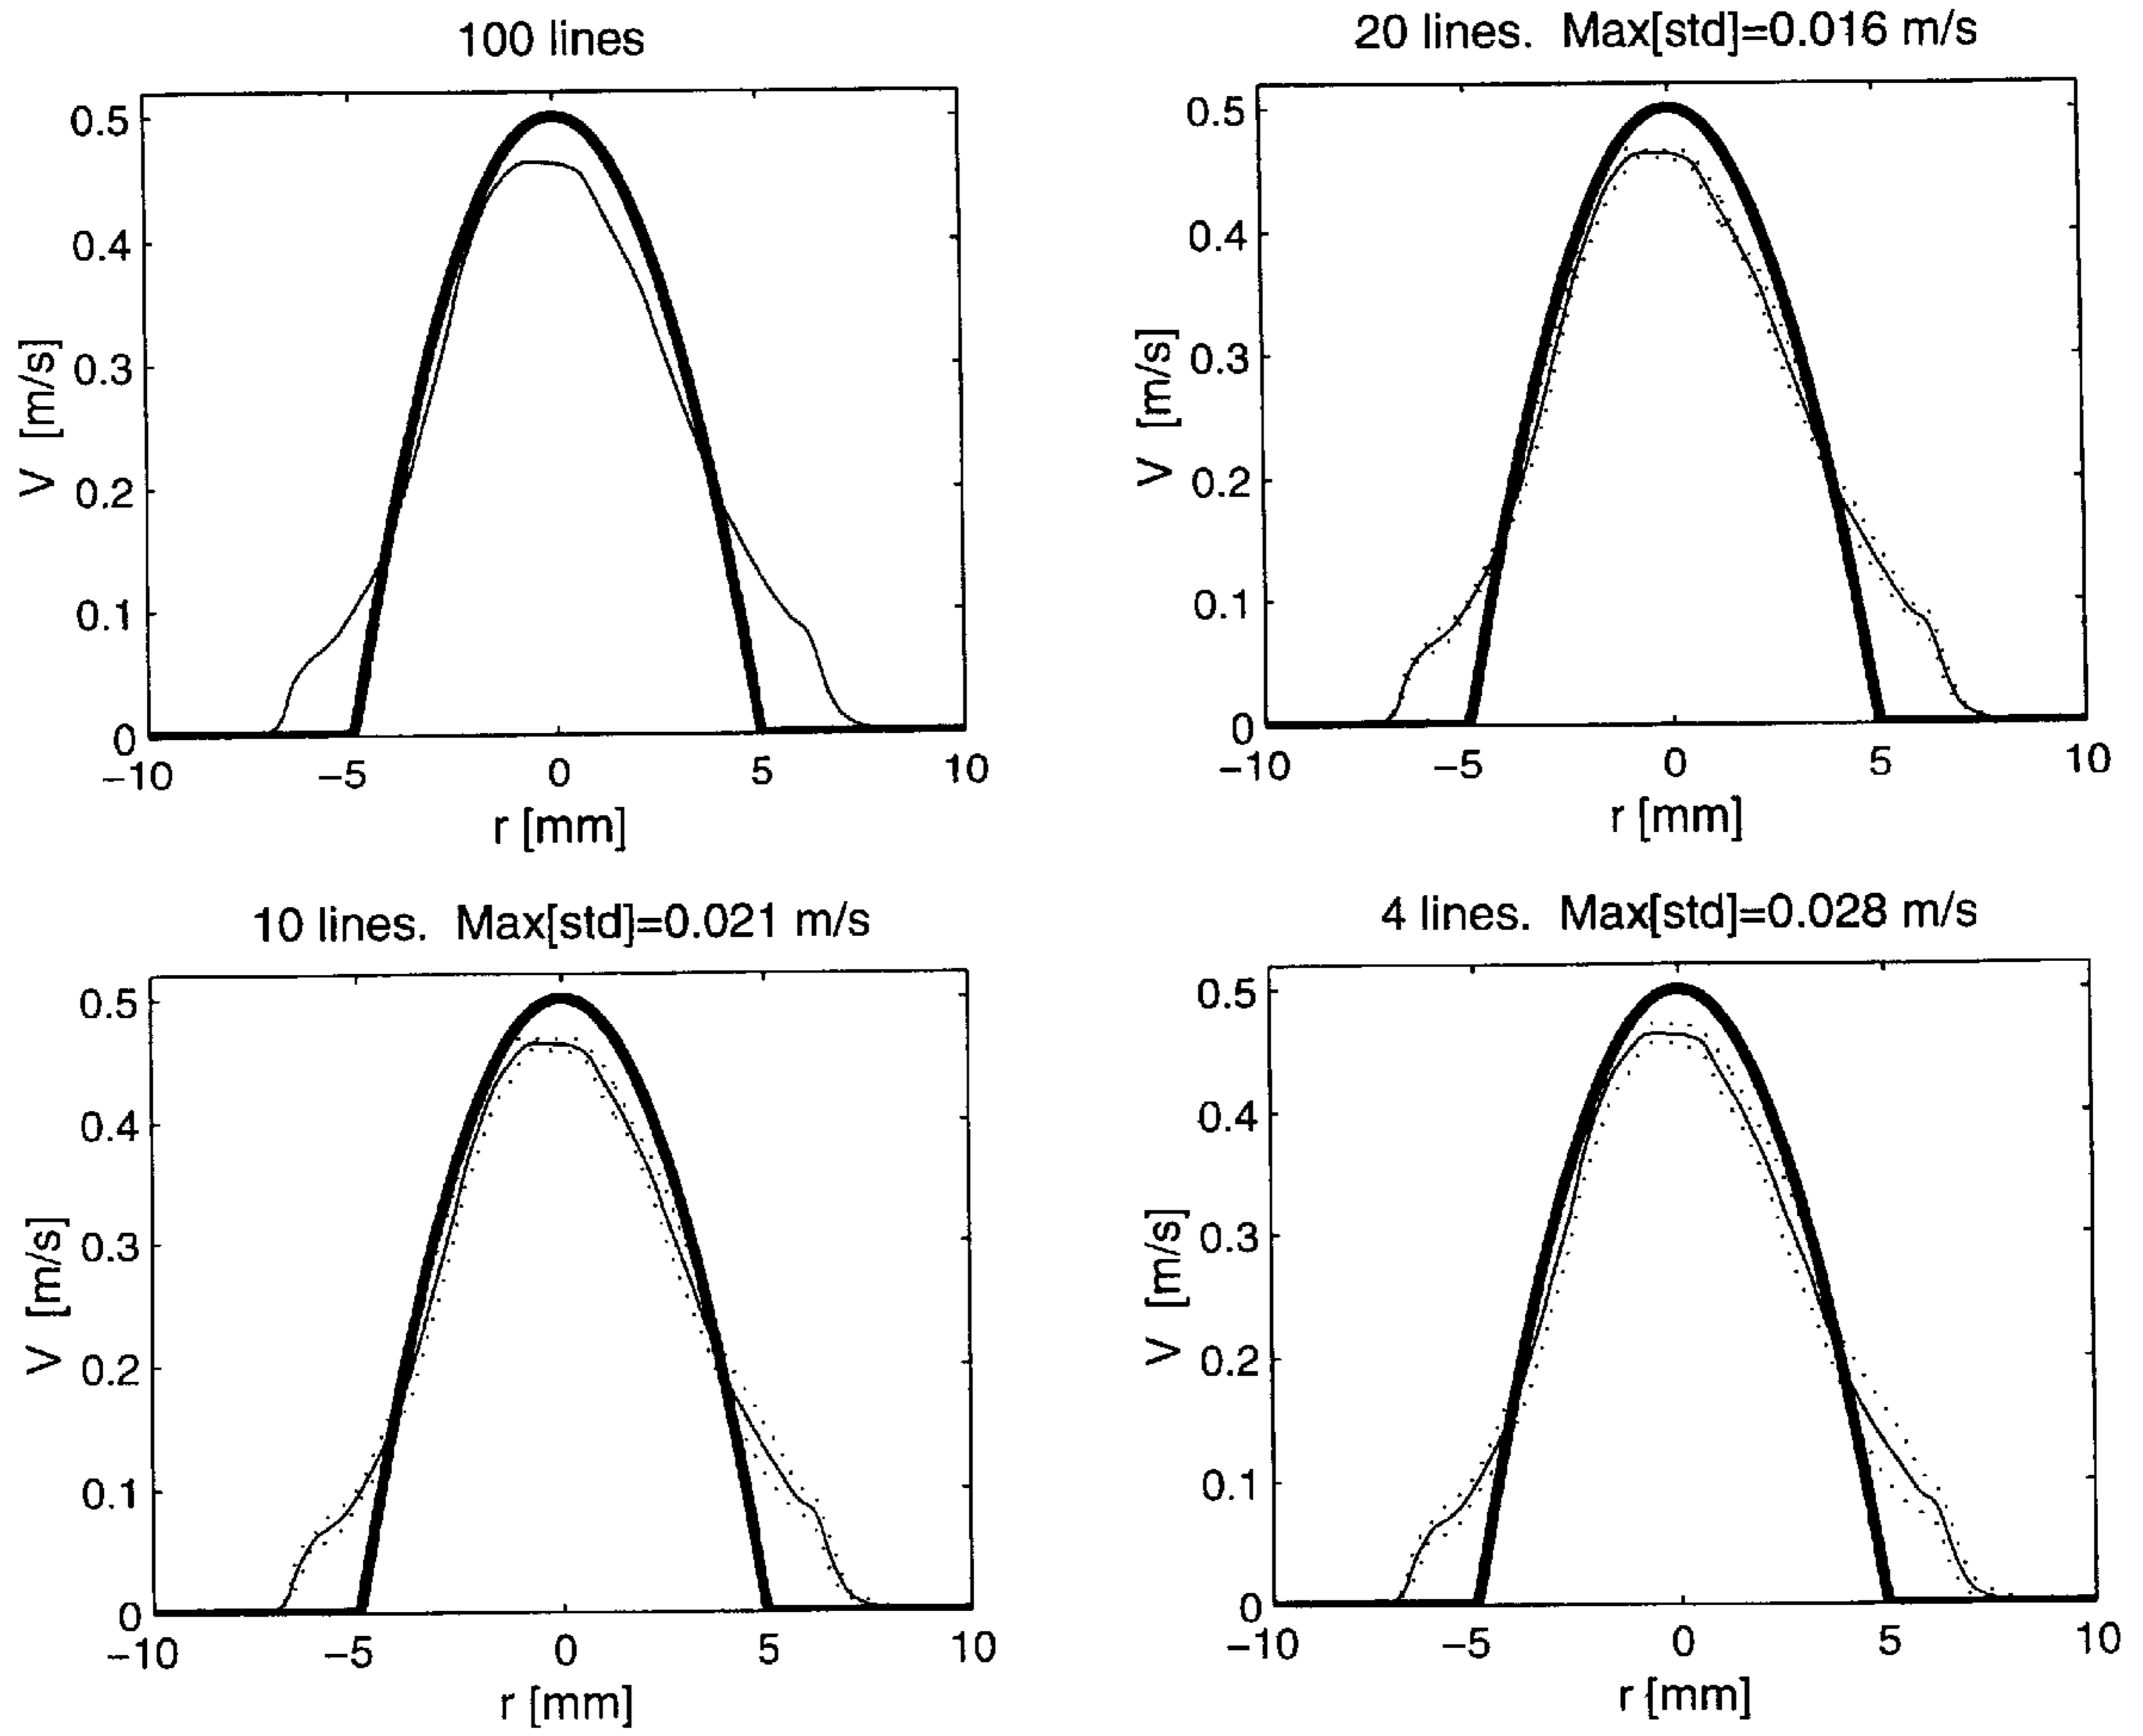 100 lines
0.5
0.4
0.3
0.2
0.1
0
V [m/s]
−10 −5 0 5 10
r [mm]
20 lines. Max[std]=0.016 m/s
0.5
0.4
0.3
0.2
0.1
0
V [m/s]
−10 −5 0 5 10
r [mm]
10 lines. Max[std]=0.021 m/s
0.5
0.4
0.3
0.2
0.1
0
V [m/s]
−10 −5 0 5 10
r [mm]
4 lines. Max[std]=0.028 m/s
0.5
0.4
0.3
0.2
0.1
0
V [m/s]
−10 −5 0 5 10
r [mm]